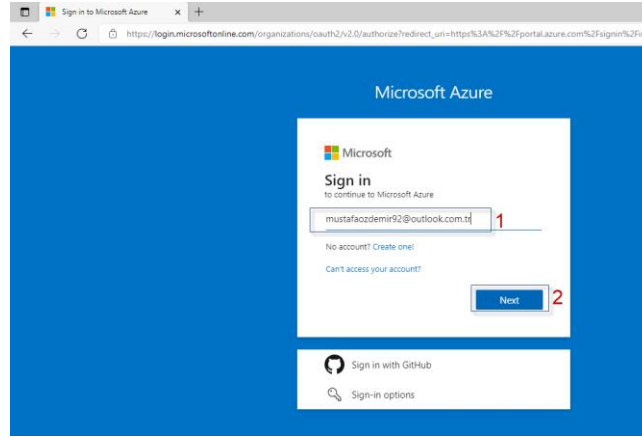 Sign in to Microsoft Azure
https://login.microsoftonline.com/organizations/oauth2/v2.0/authorize?redirect_uri=https%3A%2F%2Fportal.azure.com%2Fsignin%2Fi
Microsoft Azure
Microsoft
Sign in
to continue to Microsoft Azure
mustafaozdemir92@outlook.com.tr 1
No account? Create one!
Can't access your account?
Next 2
Sign in with GitHub
Sign-in options